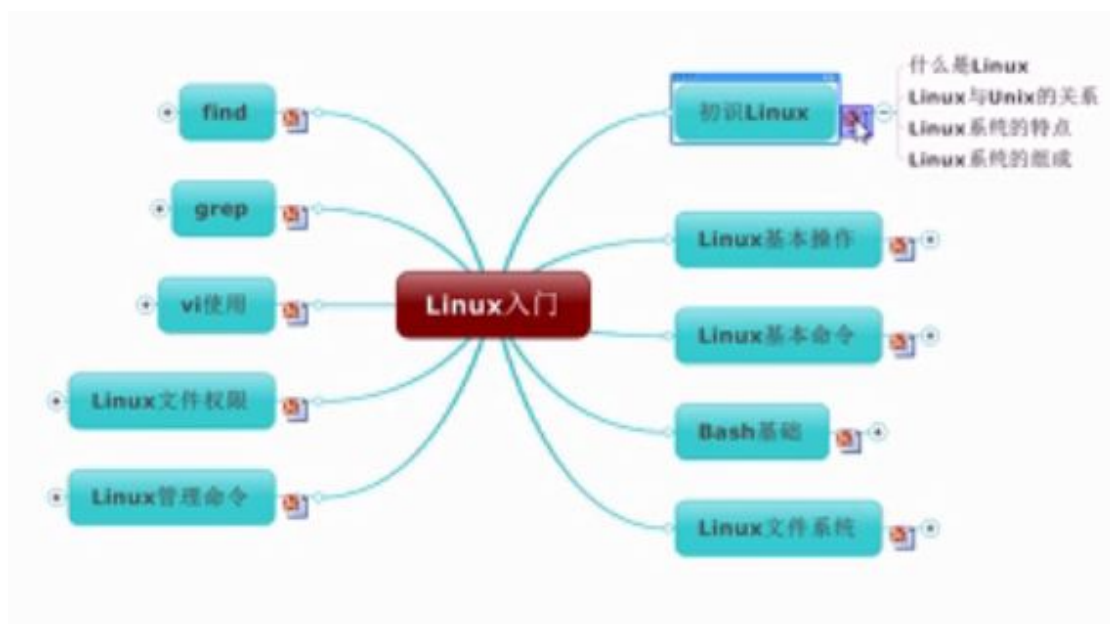 Linux入门
初识Linux
什么是Linux
Linux与Unix的关系
Linux系统的特点
Linux系统的组成
Linux基本操作
Linux基本命令
Bash基础
Linux文件系统
find
grep
vi使用
Linux文件权限
Linux管理命令